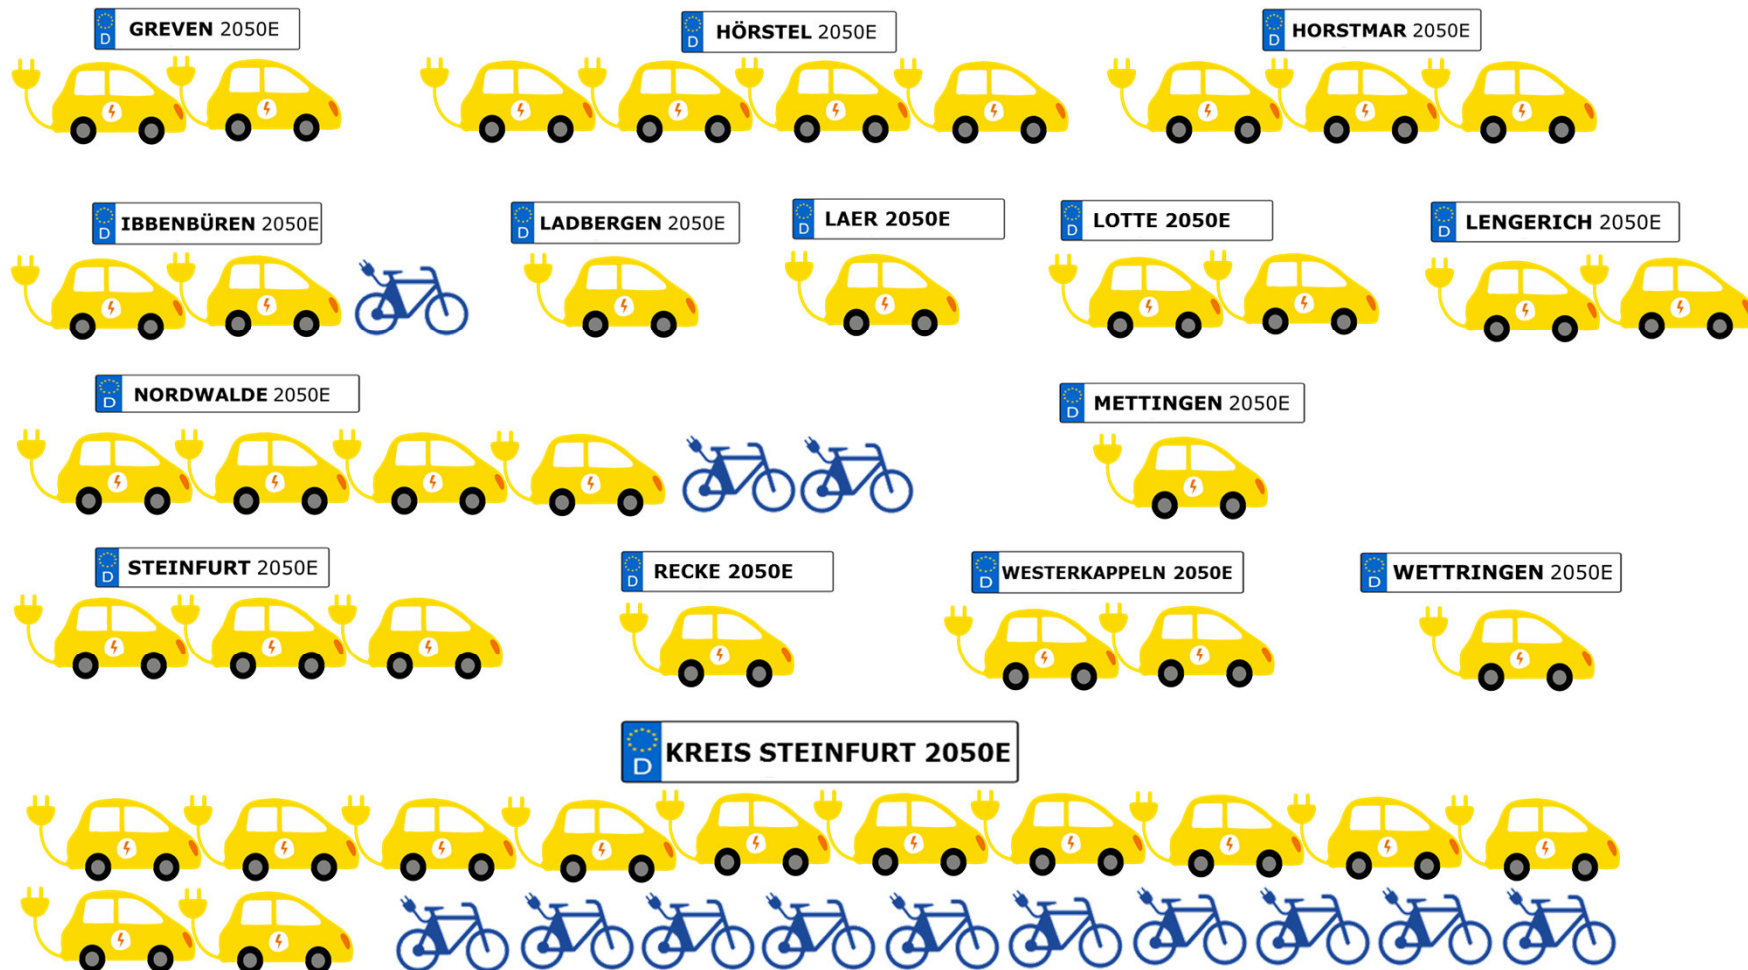 D GREVEN 2050E
D HÖRSTEL 2050E
D HORSTMAR 2050E
D IBBENBÜREN 2050E
D LADBERGEN 2050E
D LAER 2050E
D LOTTE 2050E
D LENGERICH 2050E
D NORDWALDE 2050E
D METTINGEN 2050E
D STEINFURT 2050E
D RECKE 2050E
D WESTERKAPPELN 2050E
D WETTRINGEN 2050E
D KREIS STEINFURT 2050E